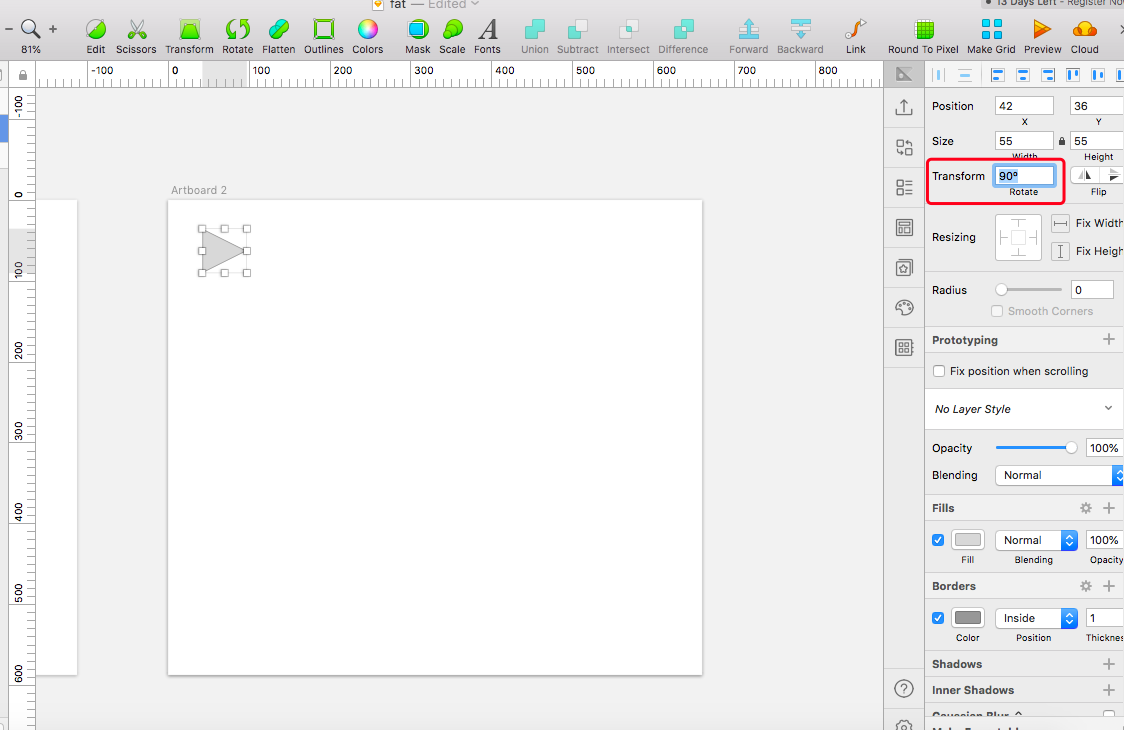 fat — Edited
13 Days Left - Register Now
81%
Edit Scissors Transform Rotate Flatten Outlines Colors Mask Scale Fonts Union Subtract Intersect Difference Forward Backward Link Round To Pixel Make Grid Preview Cloud
-100 0 100 200 300 400 500 600 700 800
-100
0
100
200
300
400
500
600
Artboard 2
Position 42 36
X Y
Size 55 55
Width Height
Transform 90°
Rotate Flip
Resizing
Fix Width
Fix Heigh
Radius 0
Smooth Corners
Prototyping
Fix position when scrolling
No Layer Style
Opacity 100%
Blending Normal
Fills
Normal 100%
Fill Blending Opacity
Borders
Inside 1
Color Position Thicknes
Shadows
Inner Shadows
Gaussian Blur